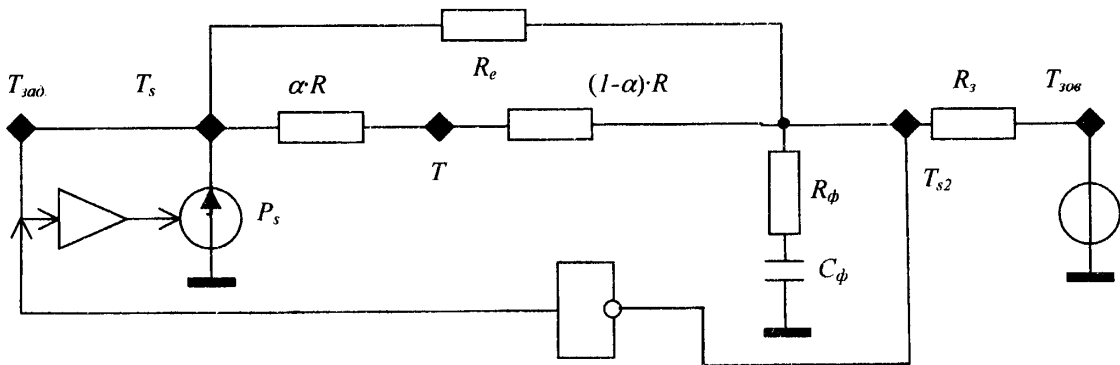 R_e
T_зад.
T_s
α·R
(1-α)·R
R_з
T_зов
T
T_s2
R_ф
P_s
C_ф